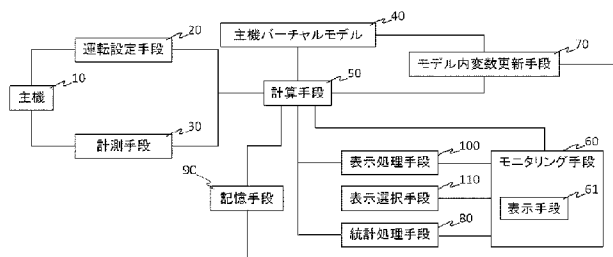 20
運転設定手段
主機バーチャルモデル
40
70
モデル内変数更新手段
10
主機
50
計算手段
30
計測手段
90
記憶手段
100
表示処理手段
60
モニタリング手段
110
表示選択手段
61
表示手段
80
統計処理手段